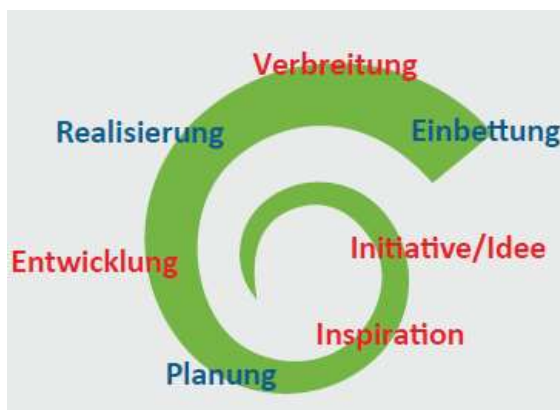 Verbreitung
Realisierung
Einbettung
Initiative/Idee
Entwicklung
Inspiration
Planung